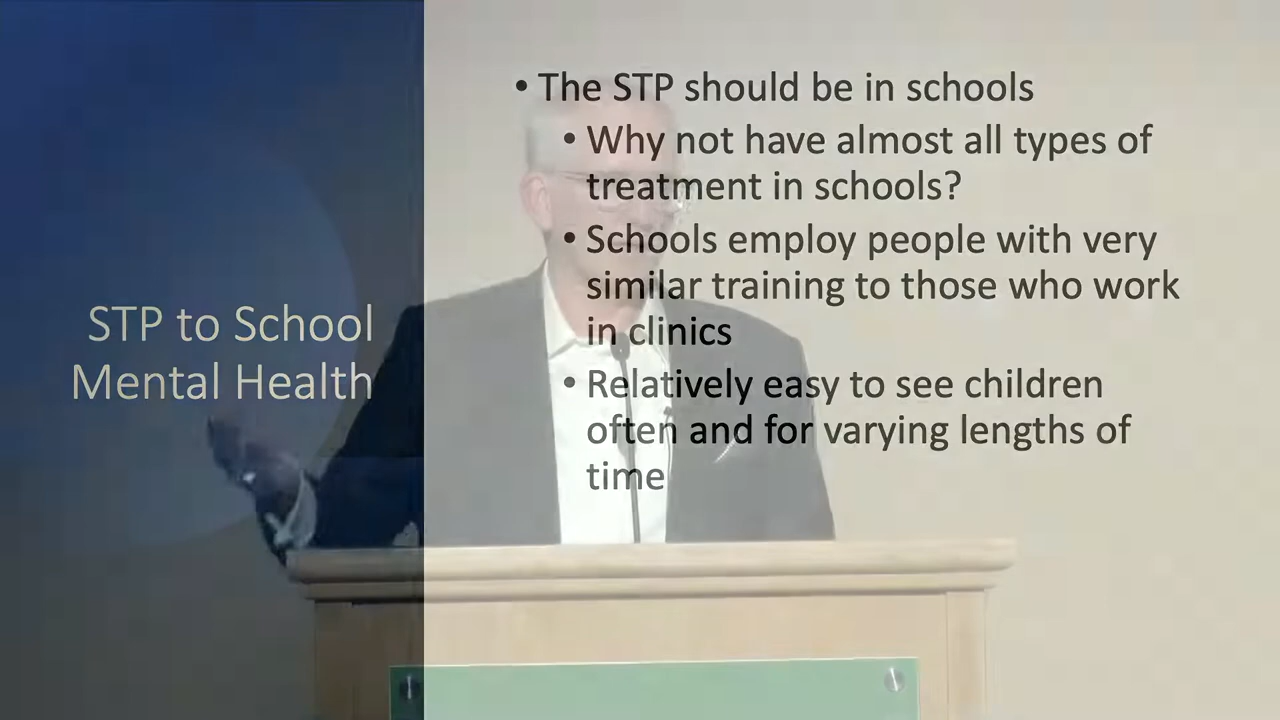 STP to School
Mental Health
• The STP should be in schools
• Why not have almost all types of
treatment in schools?
• Schools employ people with very
similar training to those who work
in clinics
• Relatively easy to see children
often and for varying lengths of
time